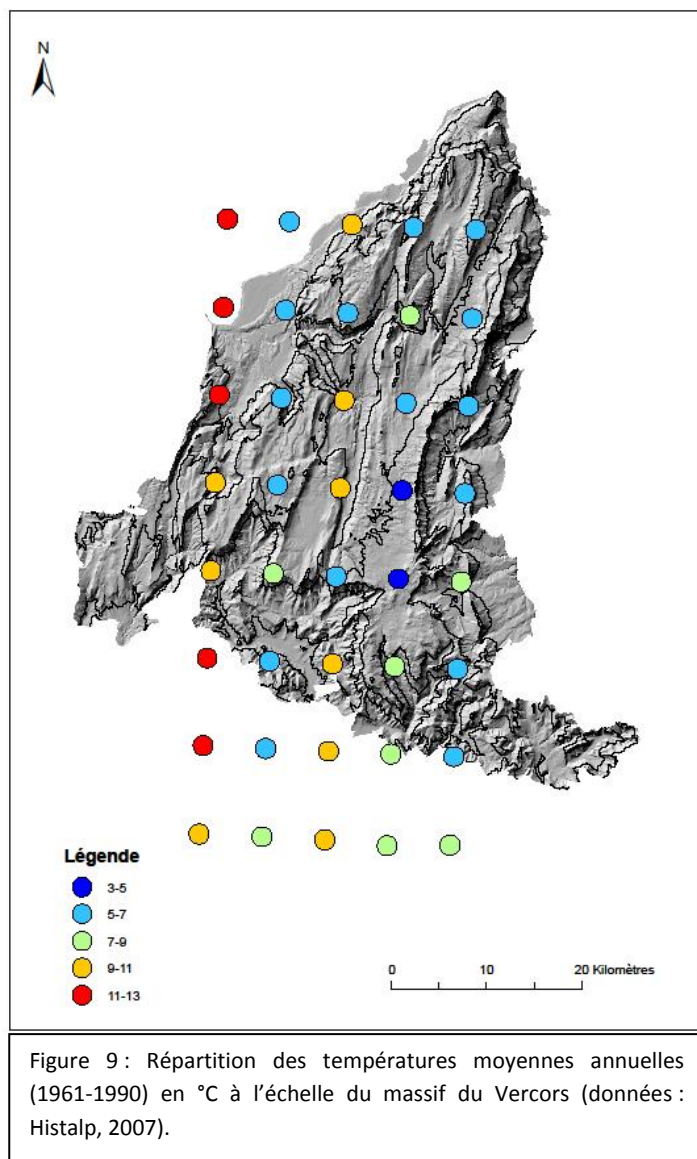 N
Légende
3-5
5-7
7-9
9-11
11-13
0 10 20 Kilomètres
Figure 9 : Répartition des températures moyennes annuelles
(1961-1990) en °C à l'échelle du massif du Vercors (données :
Histalp, 2007).